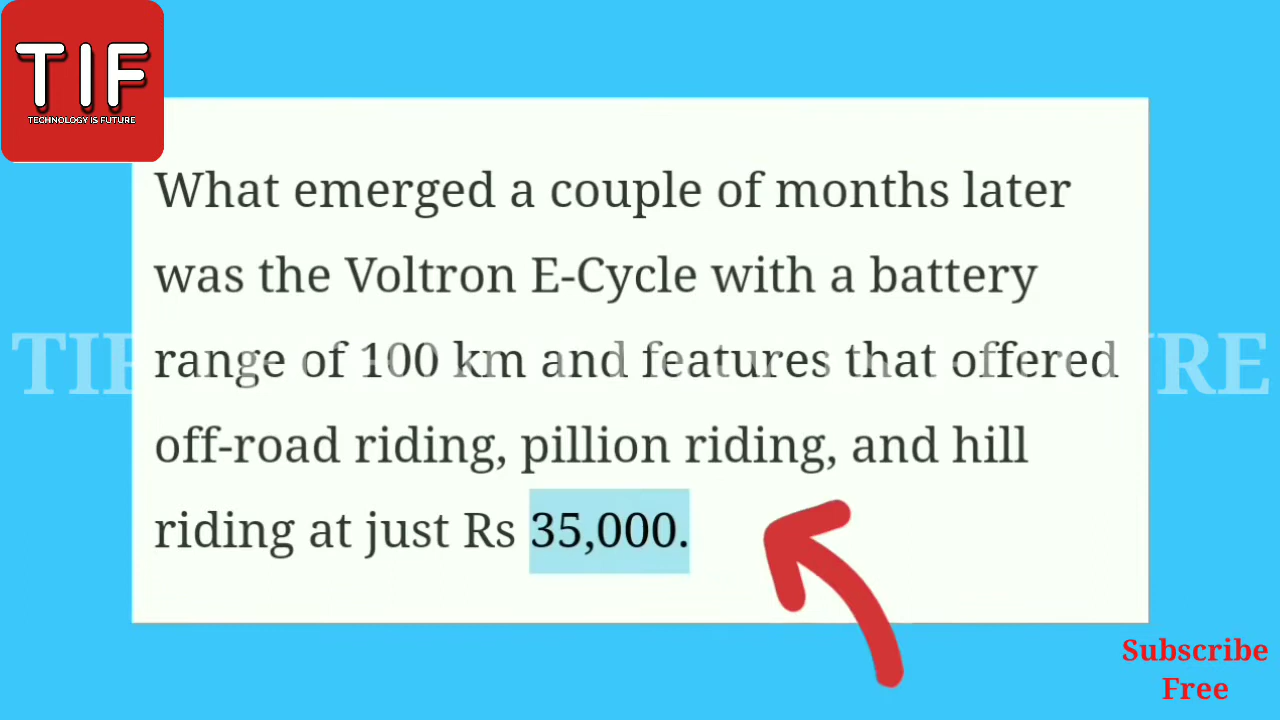 TIF
TECHNOLOGY IS FUTURE
What emerged a couple of months later
was the Voltron E-Cycle with a battery
range of 100 km and features that offered
off-road riding, pillion riding, and hill
riding at just Rs 35,000.
Subscribe
Free